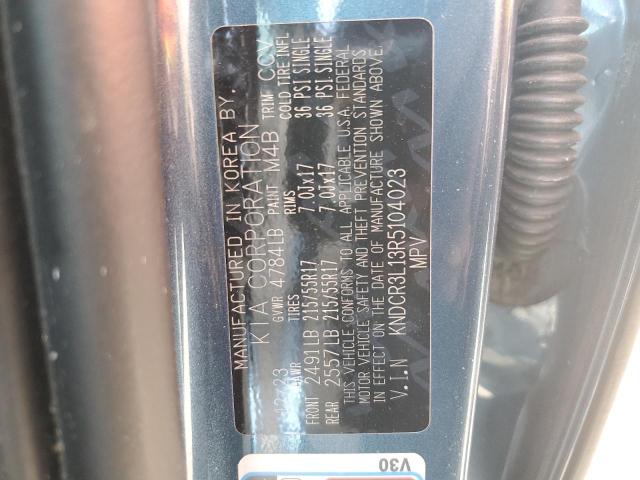 MANUFACTURED IN KOREA BY.
KIA CORPORATION
GVWR 4784LB PAINT M4B TRIM CCV
TIRES RIMS COLD TIRE INFL
FRONT 2491LB 215/55R17 7.0Jx17 36 PSI.SINGLE
REAR 2557LB 215/55R17 7.0Jx17 36 PSI.SINGLE
THIS VEHICLE CONFORMS TO ALL APPLICABLE U.S.A. FEDERAL
MOTOR VEHICLE SAFETY AND THEFT PREVENTION STANDARDS
IN EFFECT ON THE DATE OF MANUFACTURE SHOWN ABOVE.
V.I.N KNDCR3L13R5104023
MPV
V30